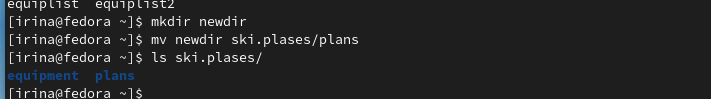 equiplist  equiplist2
[irina@fedora ~]$ mkdir newdir
[irina@fedora ~]$ mv newdir ski.plases/plans
[irina@fedora ~]$ ls ski.plases/
equipment  plans
[irina@fedora ~]$